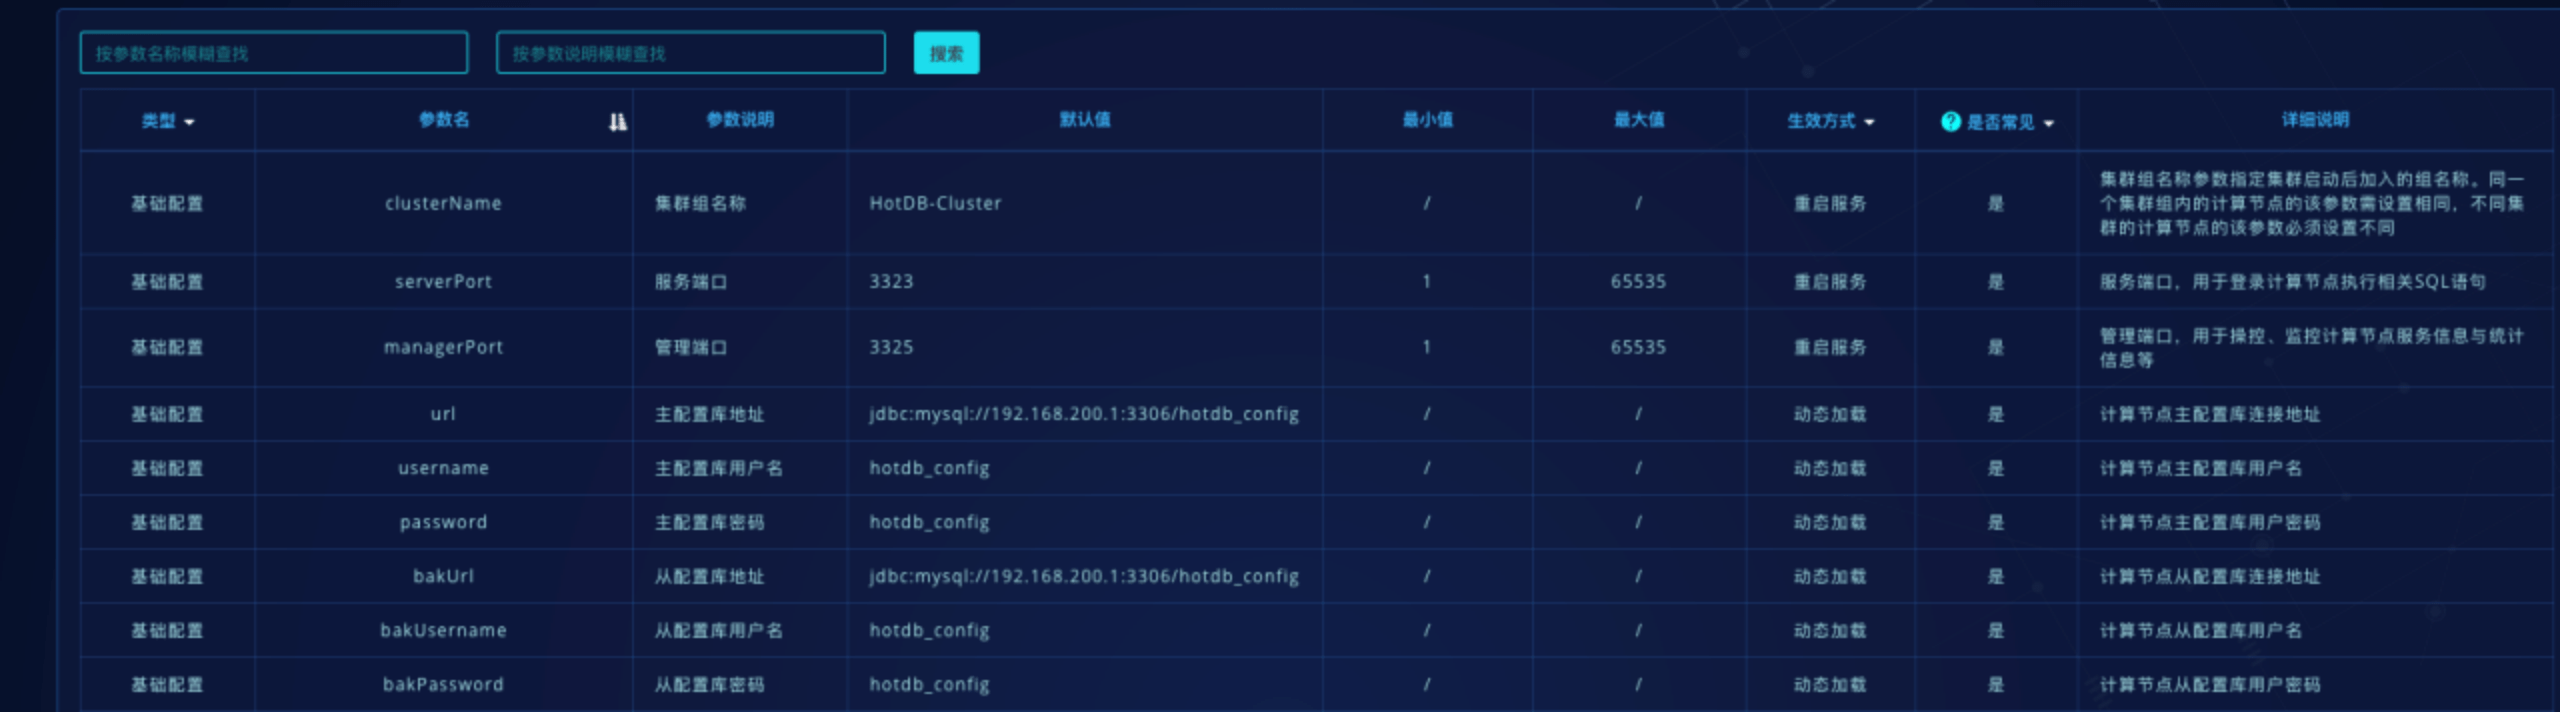 按参数名称模糊查找 按参数说明模糊查找 搜索
类型 参数名 参数说明 默认值 最小值 最大值 生效方式 ? 是否常见 详细说明
基础配置 clusterName 集群组名称 HotDB-Cluster / / 重启服务 是 集群组名称参数指定集群启动后加入的组名称。同一
个集群组内的计算节点的该参数需设置相同，不同集
群的计算节点的该参数必须设置不同
基础配置 serverPort 服务端口 3323 1 65535 重启服务 是 服务端口，用于登录计算节点执行相关SQL语句
基础配置 managerPort 管理端口 3325 1 65535 重启服务 是 管理端口，用于操控、监控计算节点服务信息与统计
信息等
基础配置 url 主配置库地址 jdbc:mysql://192.168.200.1:3306/hotdb_config / / 动态加载 是 计算节点主配置库连接地址
基础配置 username 主配置库用户名 hotdb_config / / 动态加载 是 计算节点主配置库用户名
基础配置 password 主配置库密码 hotdb_config / / 动态加载 是 计算节点主配置库用户密码
基础配置 bakUrl 从配置库地址 jdbc:mysql://192.168.200.1:3306/hotdb_config / / 动态加载 是 计算节点从配置库连接地址
基础配置 bakUsername 从配置库用户名 hotdb_config / / 动态加载 是 计算节点从配置库用户名
基础配置 bakPassword 从配置库密码 hotdb_config / / 动态加载 是 计算节点从配置库用户密码